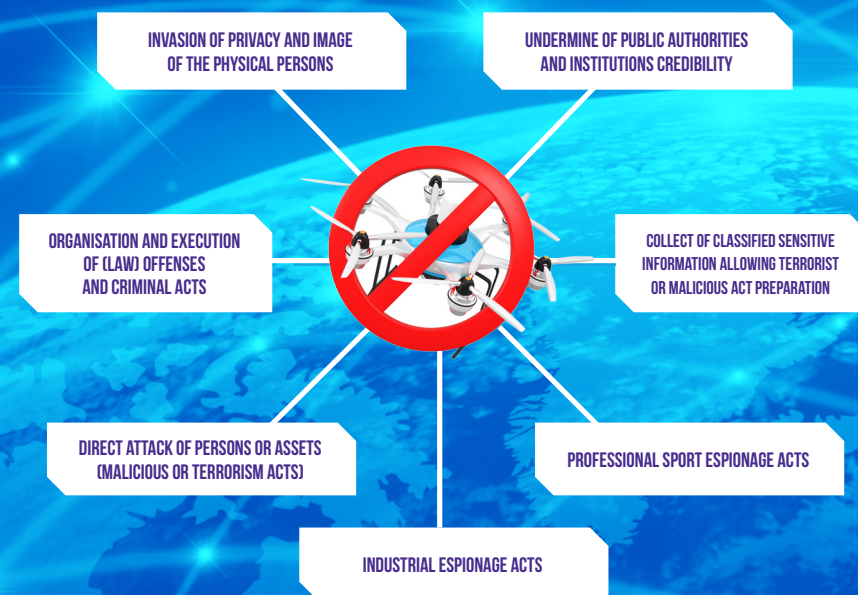 INVASION OF PRIVACY AND IMAGE
OF THE PHYSICAL PERSONS
UNDERMINE OF PUBLIC AUTHORITIES
AND INSTITUTIONS CREDIBILITY
ORGANISATION AND EXECUTION
OF (LAW) OFFENSES
AND CRIMINAL ACTS
COLLECT OF CLASSIFIED SENSITIVE
INFORMATION ALLOWING TERRORIST
OR MALICIOUS ACT PREPARATION
DIRECT ATTACK OF PERSONS OR ASSETS
(MALICIOUS OR TERRORISM ACTS)
PROFESSIONAL SPORT ESPIONAGE ACTS
INDUSTRIAL ESPIONAGE ACTS